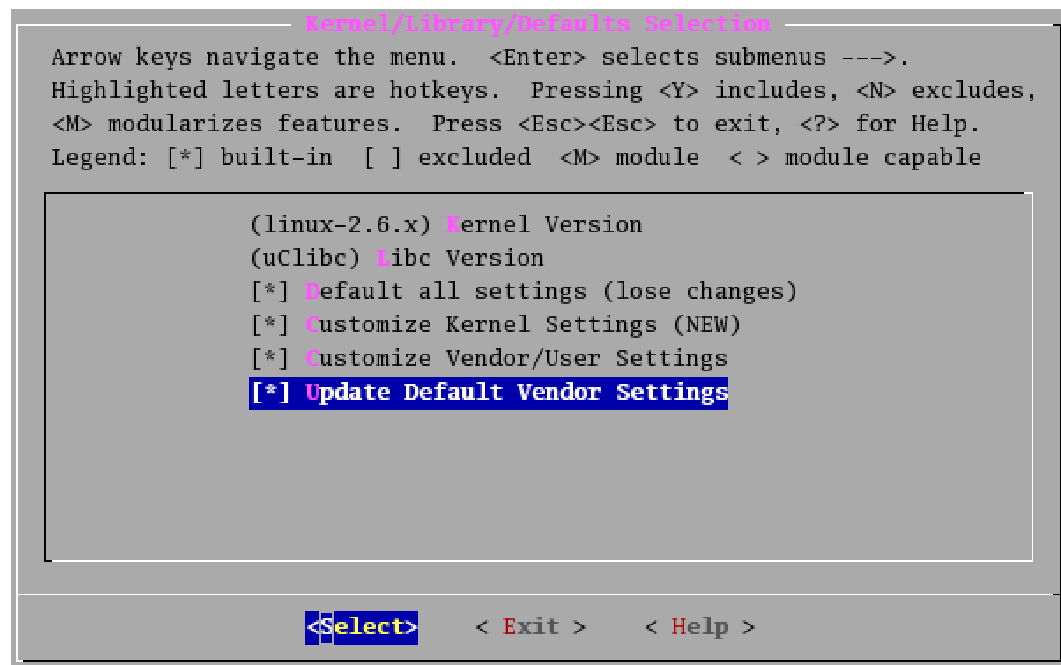 Kernel/Library/Defaults Selection
Arrow keys navigate the menu.  <Enter> selects submenus --->.
Highlighted letters are hotkeys.  Pressing <Y> includes, <N> excludes,
<M> modularizes features.  Press <Esc><Esc> to exit, <?> for Help.
Legend: [*] built-in  [ ] excluded  <M> module  < > module capable
(linux-2.6.x) Kernel Version
(uClibc) Libc Version
[*] Default all settings (lose changes)
[*] Customize Kernel Settings (NEW)
[*] Customize Vendor/User Settings
[*] Update Default Vendor Settings
<Select>    < Exit >    < Help >